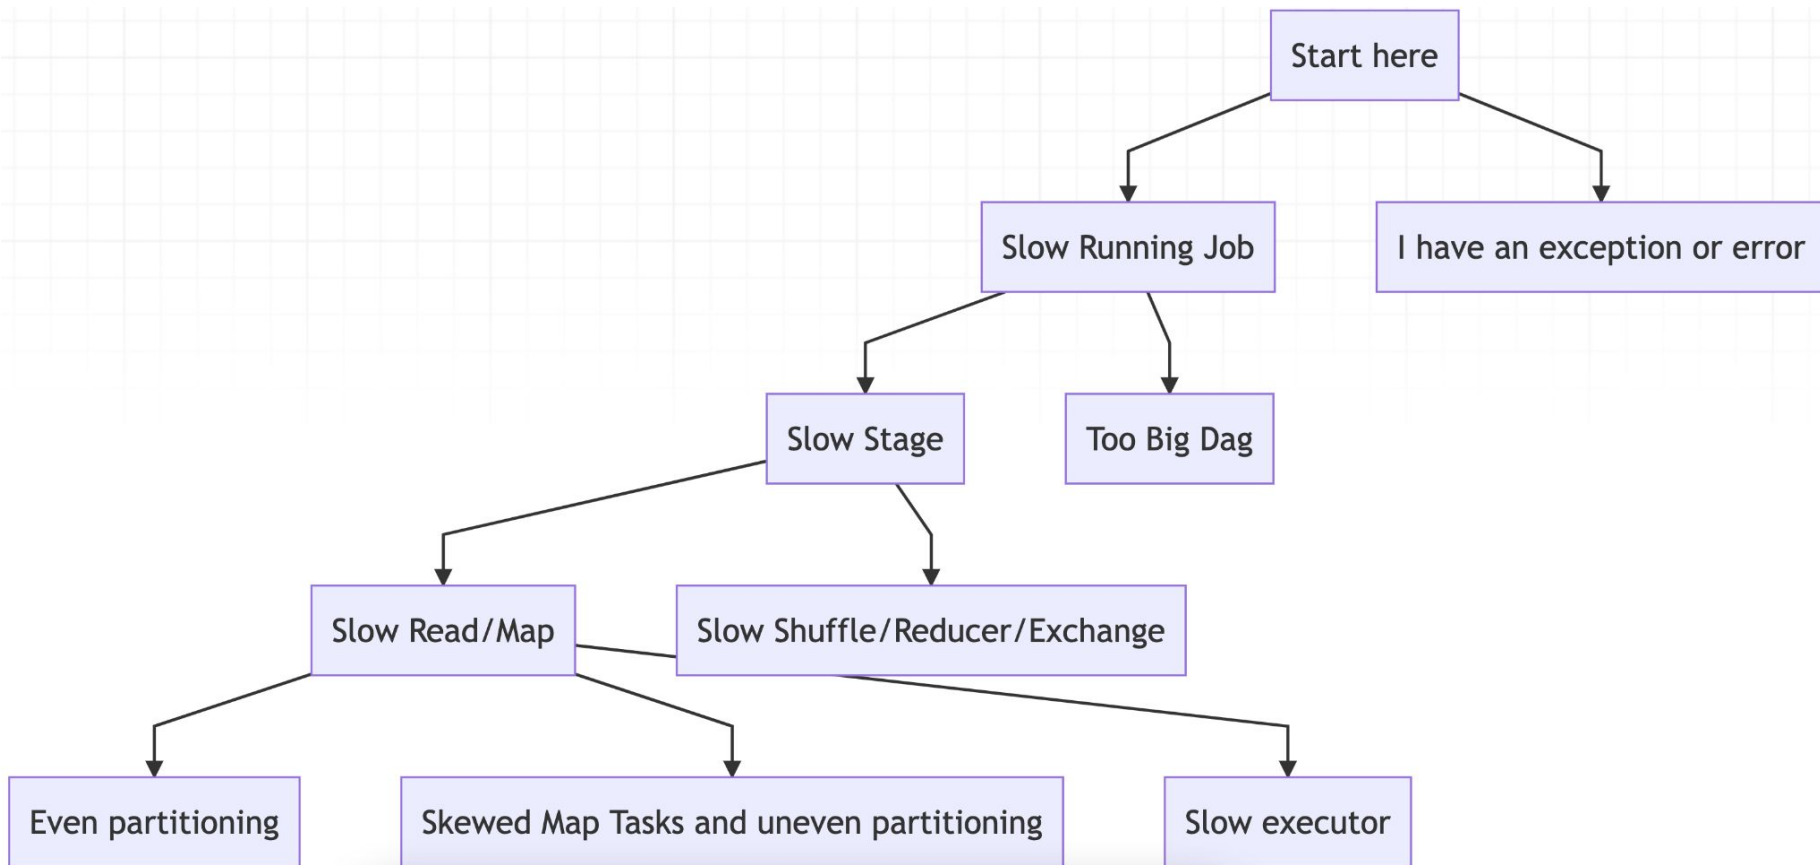 Start here
Slow Running Job
I have an exception or error
Slow Stage
Too Big Dag
Slow Read/Map
Slow Shuffle/Reducer/Exchange
Even partitioning
Skewed Map Tasks and uneven partitioning
Slow executor